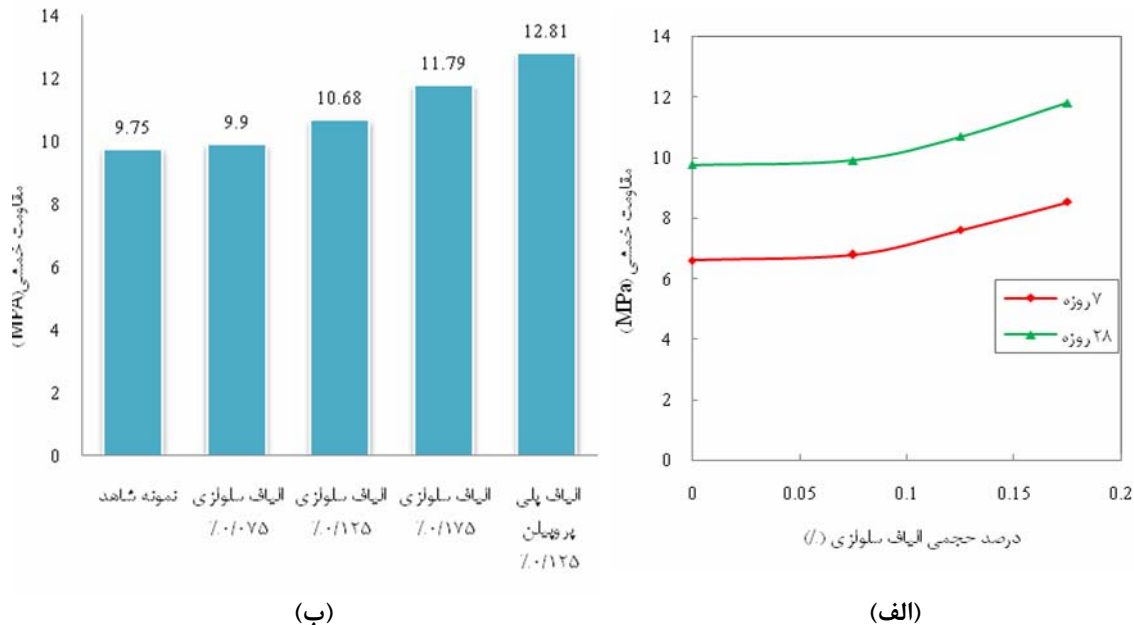 14
12
10
8
6
4
2
0
مقاومت خمشی (MPa)
0
0.05
0.1
0.15
0.2
درصد حجمی الیاف سلولزی (٪)
۷ روزه
۲۸ روزه
(الف)
14
12
10
8
6
4
2
0
مقاومت خمشی(MPA)
9.75
9.9
10.68
11.79
12.81
نمونه شاهد
الیاف سلولزی
٪۰/۰۷۵
الیاف سلولزی
٪۰/۱۲۵
الیاف سلولزی
٪۰/۱۷۵
الیاف پلی
پروپیلن
٪۰/۱۲۵
(ب)